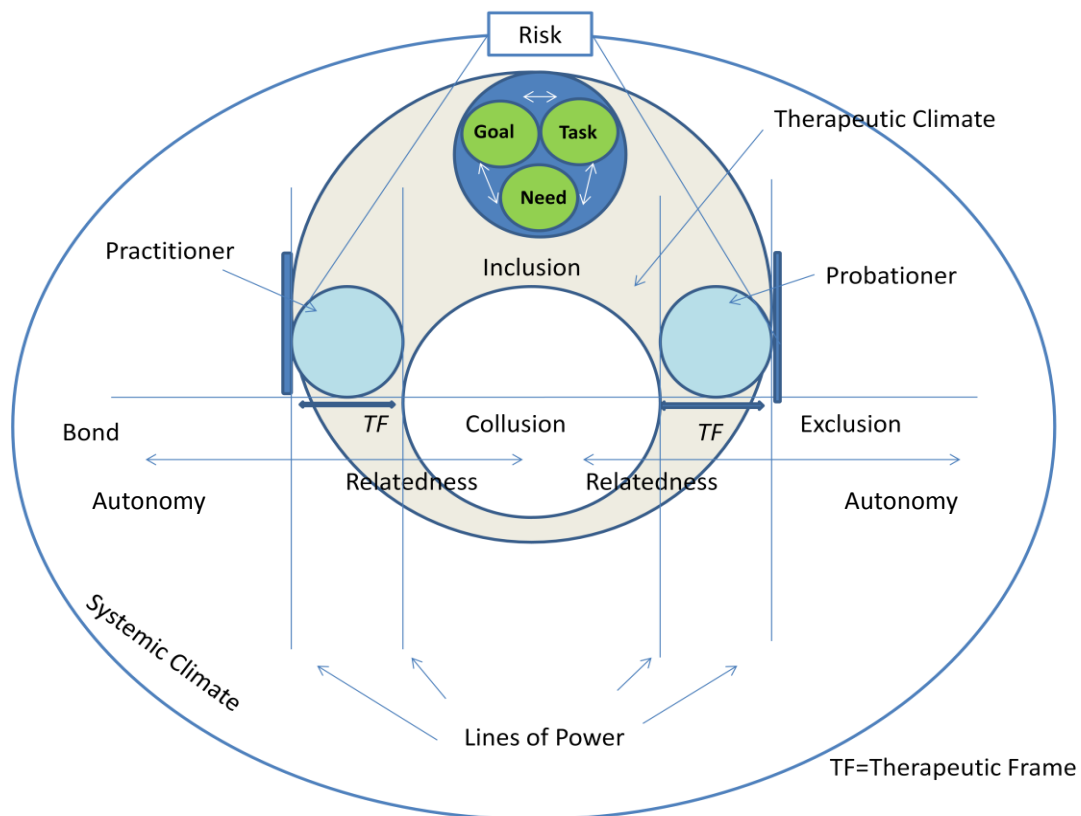 Risk
Goal
Task
Need
Therapeutic Climate
Practitioner
Inclusion
Probationer
Bond
TF
Collusion
TF
Exclusion
Autonomy
Relatedness
Relatedness
Autonomy
Systemic Climate
Lines of Power
TF=Therapeutic Frame